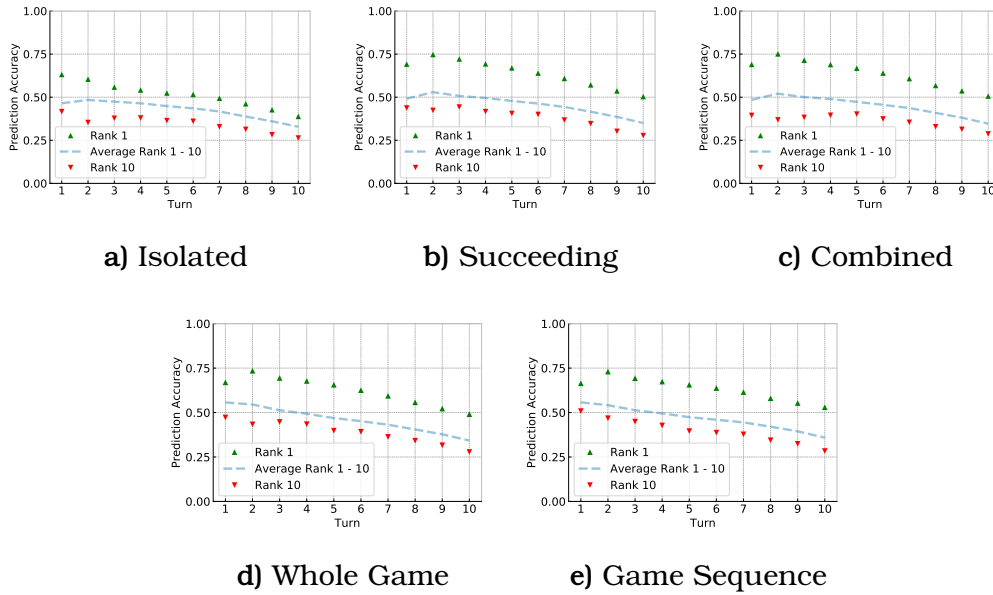 1.00
0.75
0.50
0.25
0.00
Prediction Accuracy
Rank 1
Average Rank 1 - 10
Rank 10
1 2 3 4 5 6 7 8 9 10
Turn
a) Isolated
1.00
0.75
0.50
0.25
0.00
Prediction Accuracy
Rank 1
Average Rank 1 - 10
Rank 10
1 2 3 4 5 6 7 8 9 10
Turn
b) Succeeding
1.00
0.75
0.50
0.25
0.00
Prediction Accuracy
Rank 1
Average Rank 1 - 10
Rank 10
1 2 3 4 5 6 7 8 9 10
Turn
c) Combined
1.00
0.75
0.50
0.25
0.00
Prediction Accuracy
Rank 1
Average Rank 1 - 10
Rank 10
1 2 3 4 5 6 7 8 9 10
Turn
d) Whole Game
1.00
0.75
0.50
0.25
0.00
Prediction Accuracy
Rank 1
Average Rank 1 - 10
Rank 10
1 2 3 4 5 6 7 8 9 10
Turn
e) Game Sequence